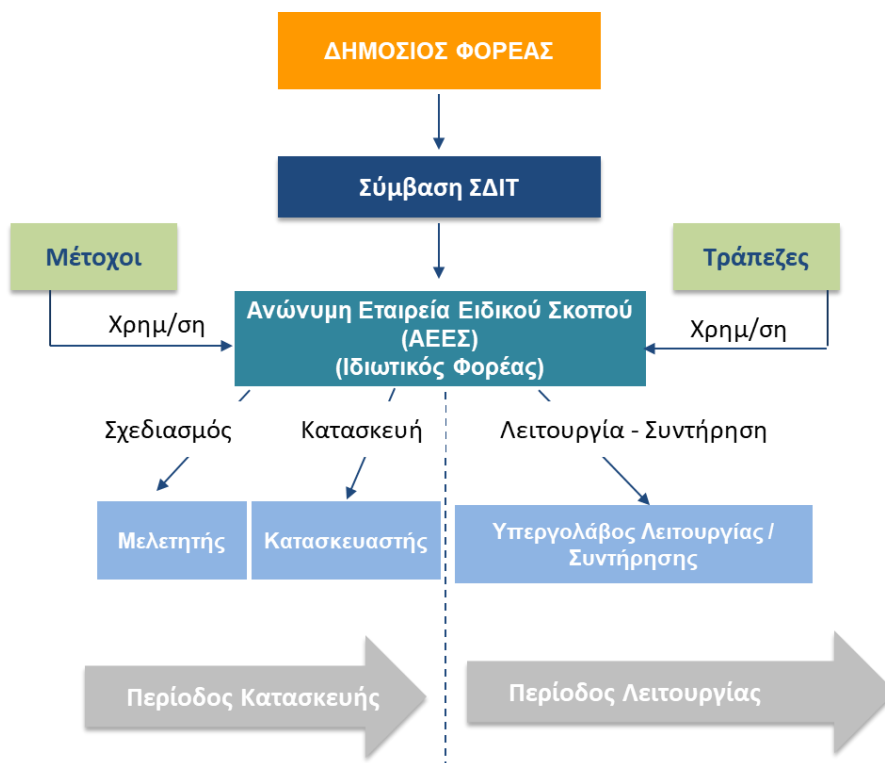 ΔΗΜΟΣΙΟΣ ΦΟΡΕΑΣ
Σύμβαση ΣΔΙΤ
Μέτοχοι
Τράπεζες
Χρημ/ση
Ανώνυμη Εταιρεία Ειδικού Σκοπού
(ΑΕΕΣ)
(Ιδιωτικός Φορέας)
Χρημ/ση
Σχεδιασμός
Κατασκευή
Λειτουργία - Συντήρηση
Μελετητής
Κατασκευαστής
Υπεργολάβος Λειτουργίας /
Συντήρησης
Περίοδος Κατασκευής
Περίοδος Λειτουργίας